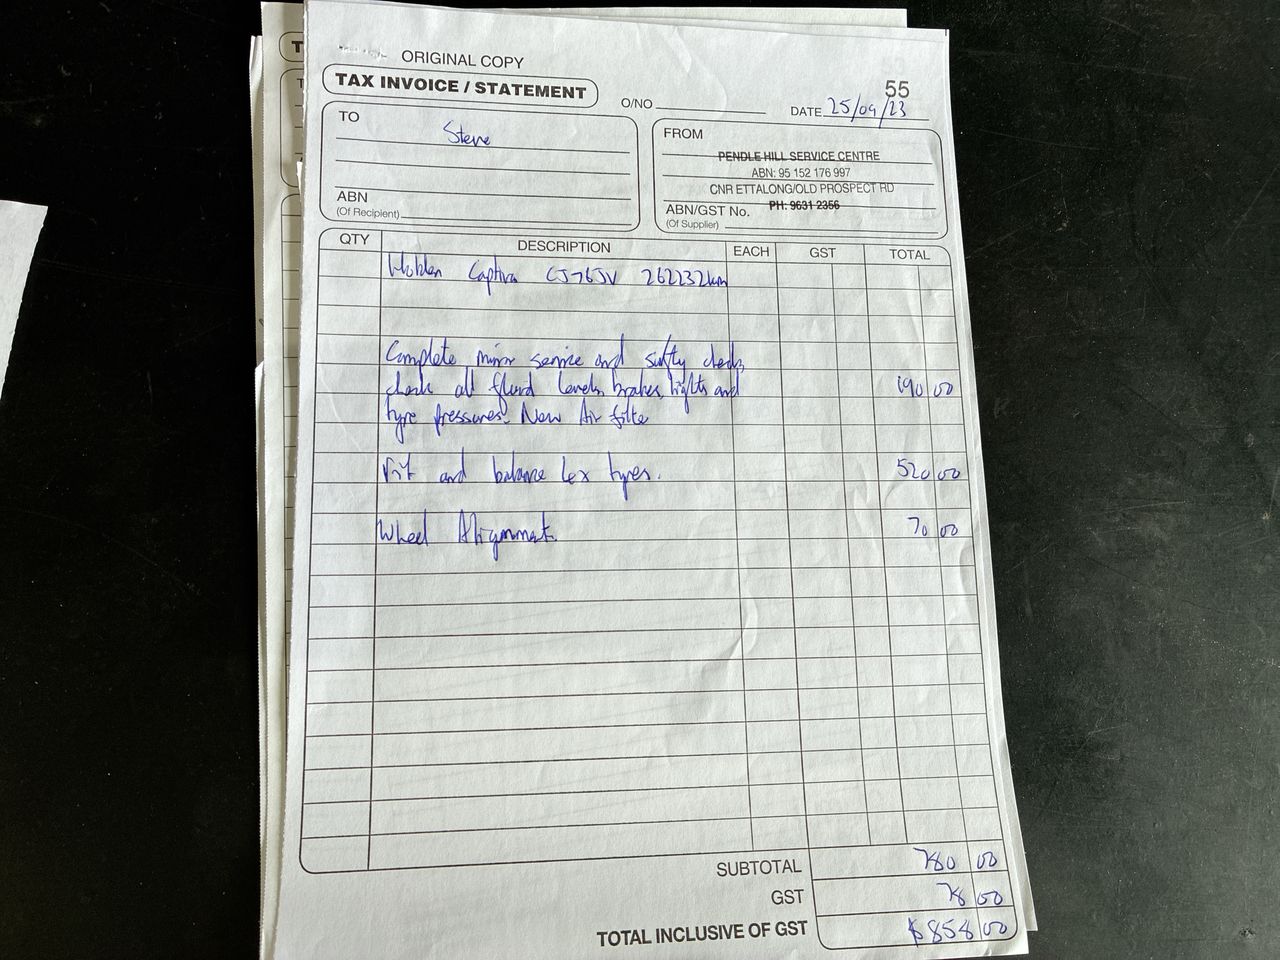 ORIGINAL COPY
TAX INVOICE / STATEMENT
55
O/NO
DATE 25/09/23
TO
Steve
ABN
(Of Recipient)
FROM
PENDLE HILL SERVICE CENTRE
ABN: 95 152 176 997
CNR ETTALONG/OLD PROSPECT RD
PH: 9631 2356
ABN/GST No.
(Of Supplier)
QTY DESCRIPTION EACH GST TOTAL
Holden Captiva CJ76JV 262232km
Complete minor service and safty check,
check all fluid levels, brakes, lights and 190 00
tyre pressures. New Air filte
Fit and balance 4x tyres. 520 00
Wheel Alignment. 70 00
SUBTOTAL 780 00
GST 78 00
TOTAL INCLUSIVE OF GST $858 00